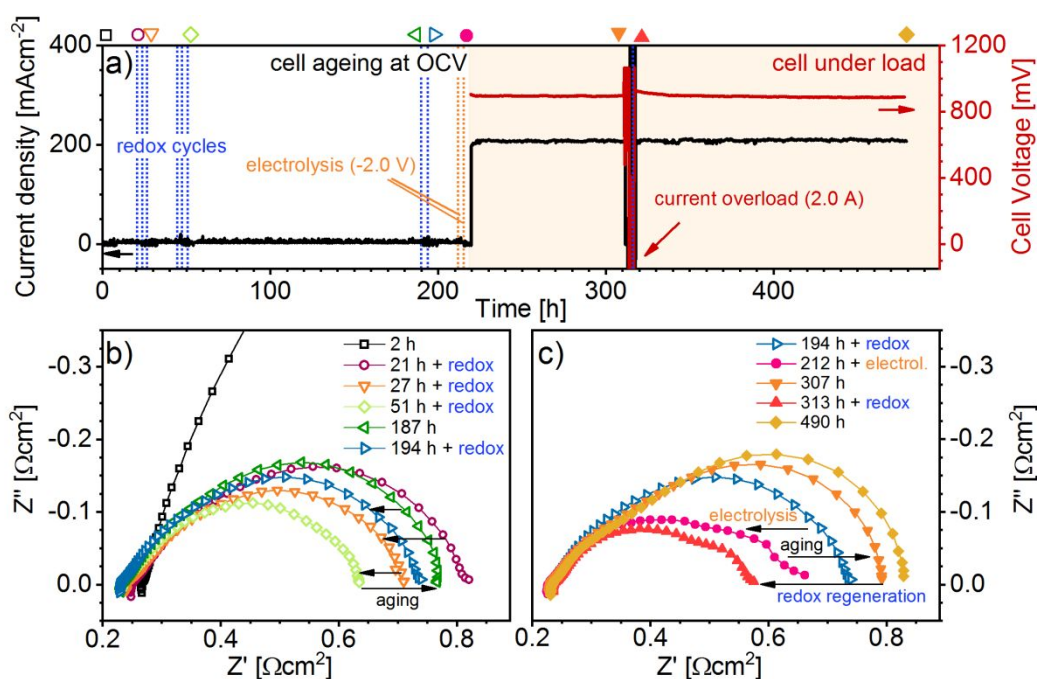 a)
cell ageing at OCV
cell under load
redox cycles
electrolysis (-2.0 V)
current overload (2.0 A)
Current density [mAcm⁻²]
400
200
0
Cell Voltage [mV]
1200
900
600
300
0
0
100
200
300
400
Time [h]
b)
2 h
21 h + redox
27 h + redox
51 h + redox
187 h
194 h + redox
aging
Z'' [Ωcm²]
-0.3
-0.2
-0.1
0.0
0.2
0.4
0.6
0.8
Z' [Ωcm²]
c)
194 h + redox
212 h + electrol.
307 h
313 h + redox
490 h
electrolysis
aging
redox regeneration
Z'' [Ωcm²]
-0.3
-0.2
-0.1
0.0
0.2
0.4
0.6
0.8
Z' [Ωcm²]